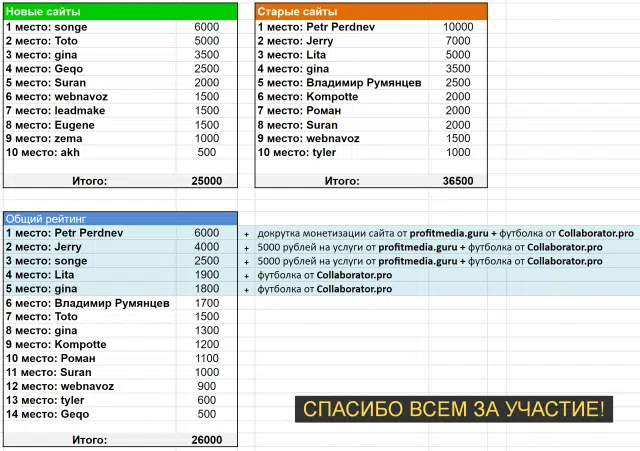 Новые сайты
1 место: songe 6000
2 место: Toto 5000
3 место: gina 3500
4 место: Geqo 2500
5 место: Suran 2000
6 место: webnavoz 1500
7 место: leadmake 1500
8 место: Eugene 1500
9 место: zema 1000
10 место: akh 500
Итого: 25000
Старые сайты
1 место: Petr Perdnev 10000
2 место: Jerry 7000
3 место: Lita 5000
4 место: gina 3500
5 место: Владимир Румянцев 2500
6 место: Kompotte 2000
7 место: Роман 2000
8 место: Suran 2000
9 место: webnavoz 1500
10 место: tyler 1000
Итого: 36500
Общий рейтинг
1 место: Petr Perdnev 6000 + докрутка монетизации сайта от profitmedia.guru + футболка от Collaborator.pro
2 место: Jerry 4000 + 5000 рублей на услуги от profitmedia.guru + футболка от Collaborator.pro
3 место: songe 2500 + 5000 рублей на услуги от profitmedia.guru + футболка от Collaborator.pro
4 место: Lita 1900 + футболка от Collaborator.pro
5 место: gina 1800 + футболка от Collaborator.pro
6 место: Владимир Румянцев 1700
7 место: Toto 1500
8 место: gina 1300
9 место: Kompotte 1200
10 место: Роман 1100
11 место: Suran 1000
12 место: webnavoz 900
13 место: tyler 600
14 место: Geqo 500
Итого: 26000
СПАСИБО ВСЕМ ЗА УЧАСТИЕ!